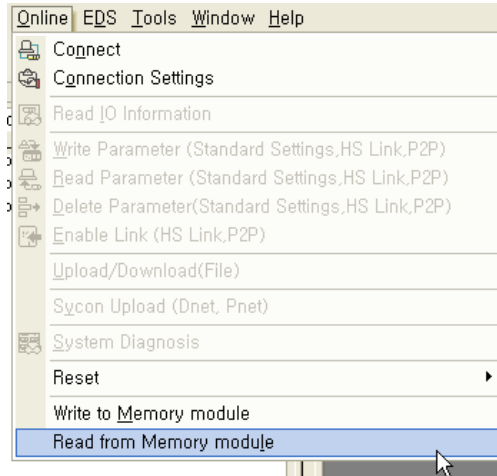 Online EDS Tools Window Help
Connect
Connection Settings
Read IO Information
Write Parameter (Standard Settings,HS Link,P2P)
Read Parameter (Standard Settings,HS Link,P2P)
Delete Parameter(Standard Settings,HS Link,P2P)
Enable Link (HS Link,P2P)
Upload/Download(File)
Sycon Upload (Dnet, Pnet)
System Diagnosis
Reset
Write to Memory module
Read from Memory module